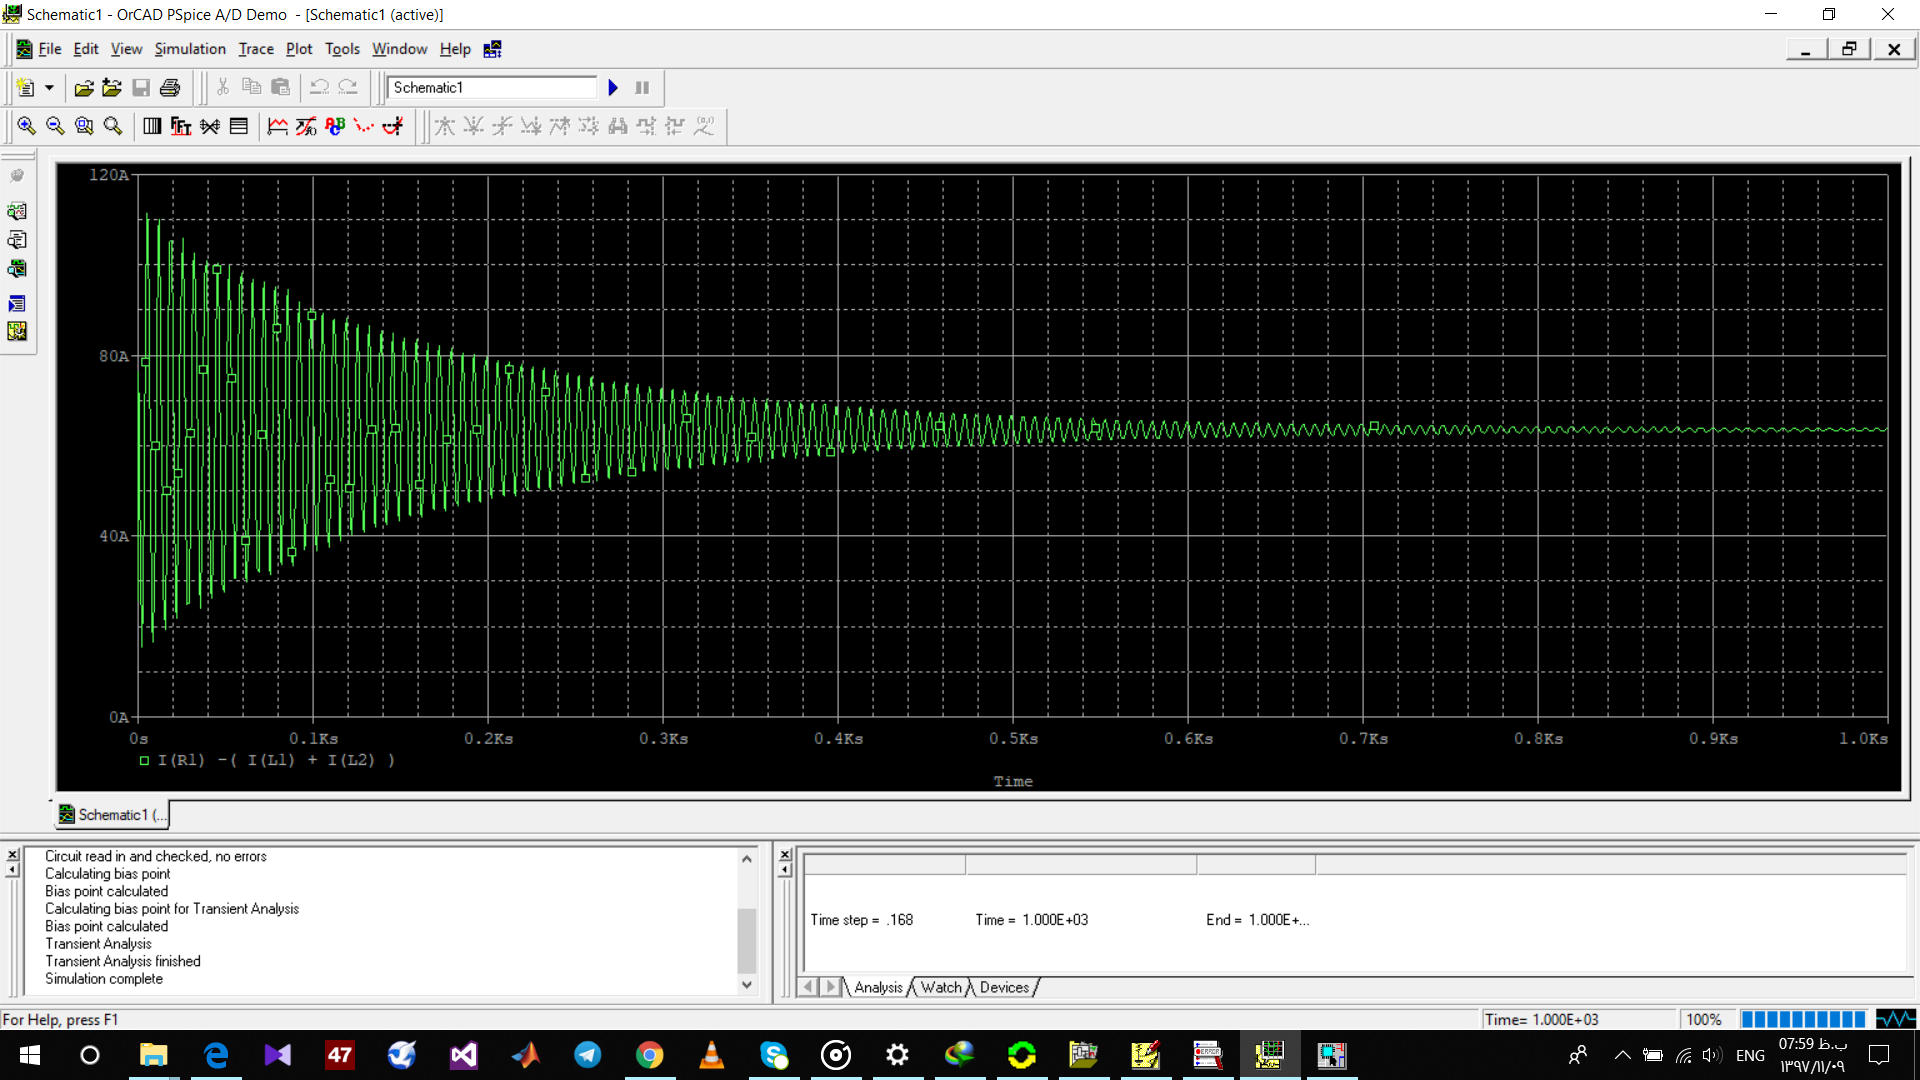 Schematic1 - OrCAD PSpice A/D Demo - [Schematic1 (active)]
File Edit View Simulation Trace Plot Tools Window Help
Schematic1
120A
80A
40A
0A
0s 0.1Ks 0.2Ks 0.3Ks 0.4Ks 0.5Ks 0.6Ks 0.7Ks 0.8Ks 0.9Ks 1.0Ks
I(R1) -( I(L1) + I(L2) )
Time
Schematic1 (...
Circuit read in and checked, no errors
Calculating bias point
Bias point calculated
Calculating bias point for Transient Analysis
Bias point calculated
Transient Analysis
Transient Analysis finished
Simulation complete
Time step = .168 Time = 1.000E+03 End = 1.000E+...
Analysis Watch Devices
For Help, press F1
Time= 1.000E+03 100%
47
ERROR
ENG
07:59 ب.ظ
۱۳۹۷/۱۱/۰۹